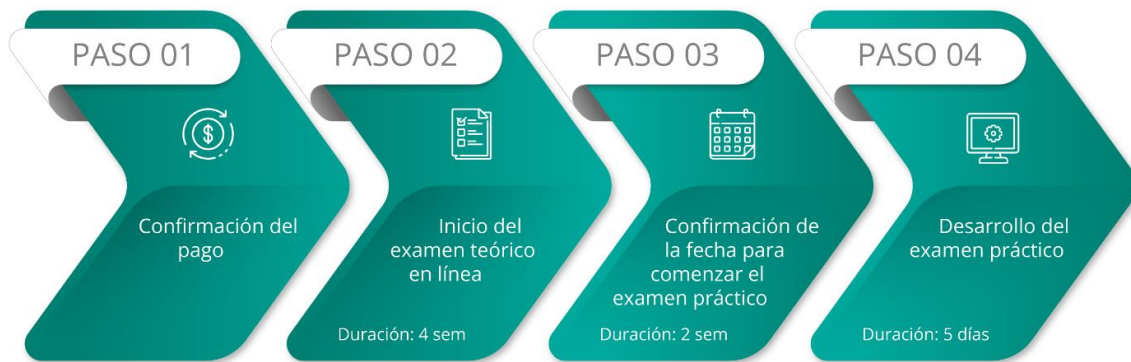 PASO 01
Confirmación del
pago
PASO 02
Inicio del
examen teórico
en línea
Duración: 4 sem
PASO 03
Confirmación de
la fecha para
comenzar el
examen práctico
Duración: 2 sem
PASO 04
Desarrollo del
examen práctico
Duración: 5 días